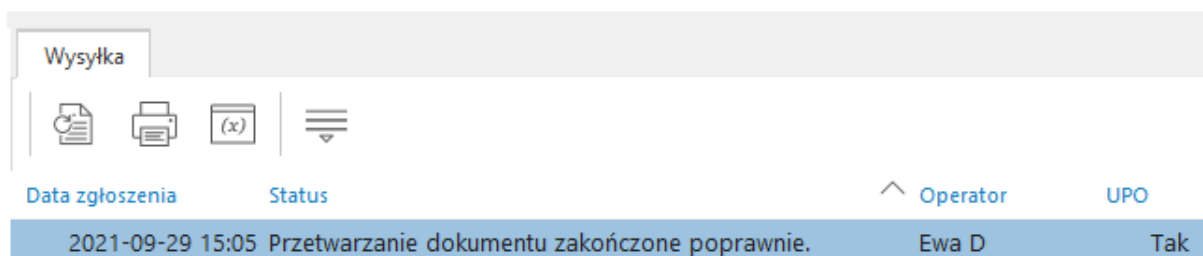 Wysyłka
(x)
Data zgłoszenia Status Operator UPO
2021-09-29 15:05 Przetwarzanie dokumentu zakończone poprawnie. Ewa D Tak